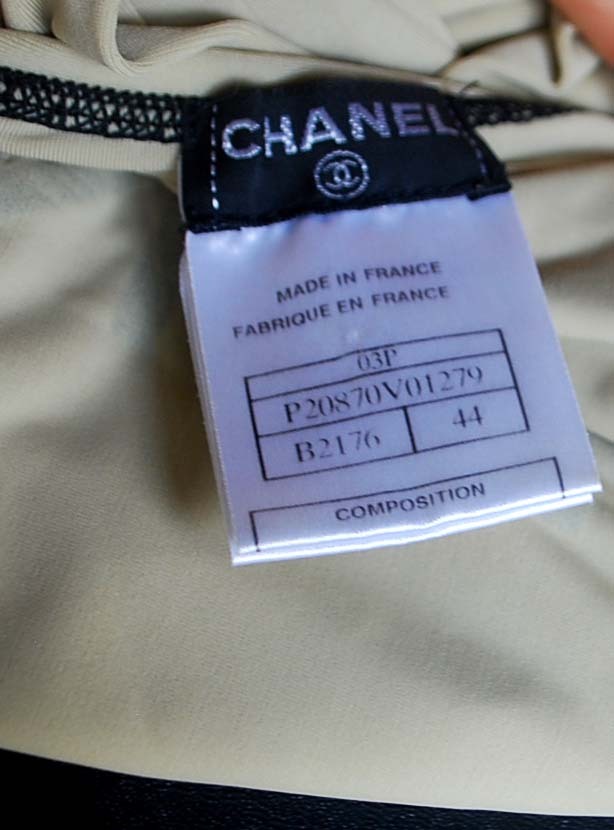 CHANEL
MADE IN FRANCE
FABRIQUE EN FRANCE
03P
P20870V01279
B2176 44
COMPOSITION